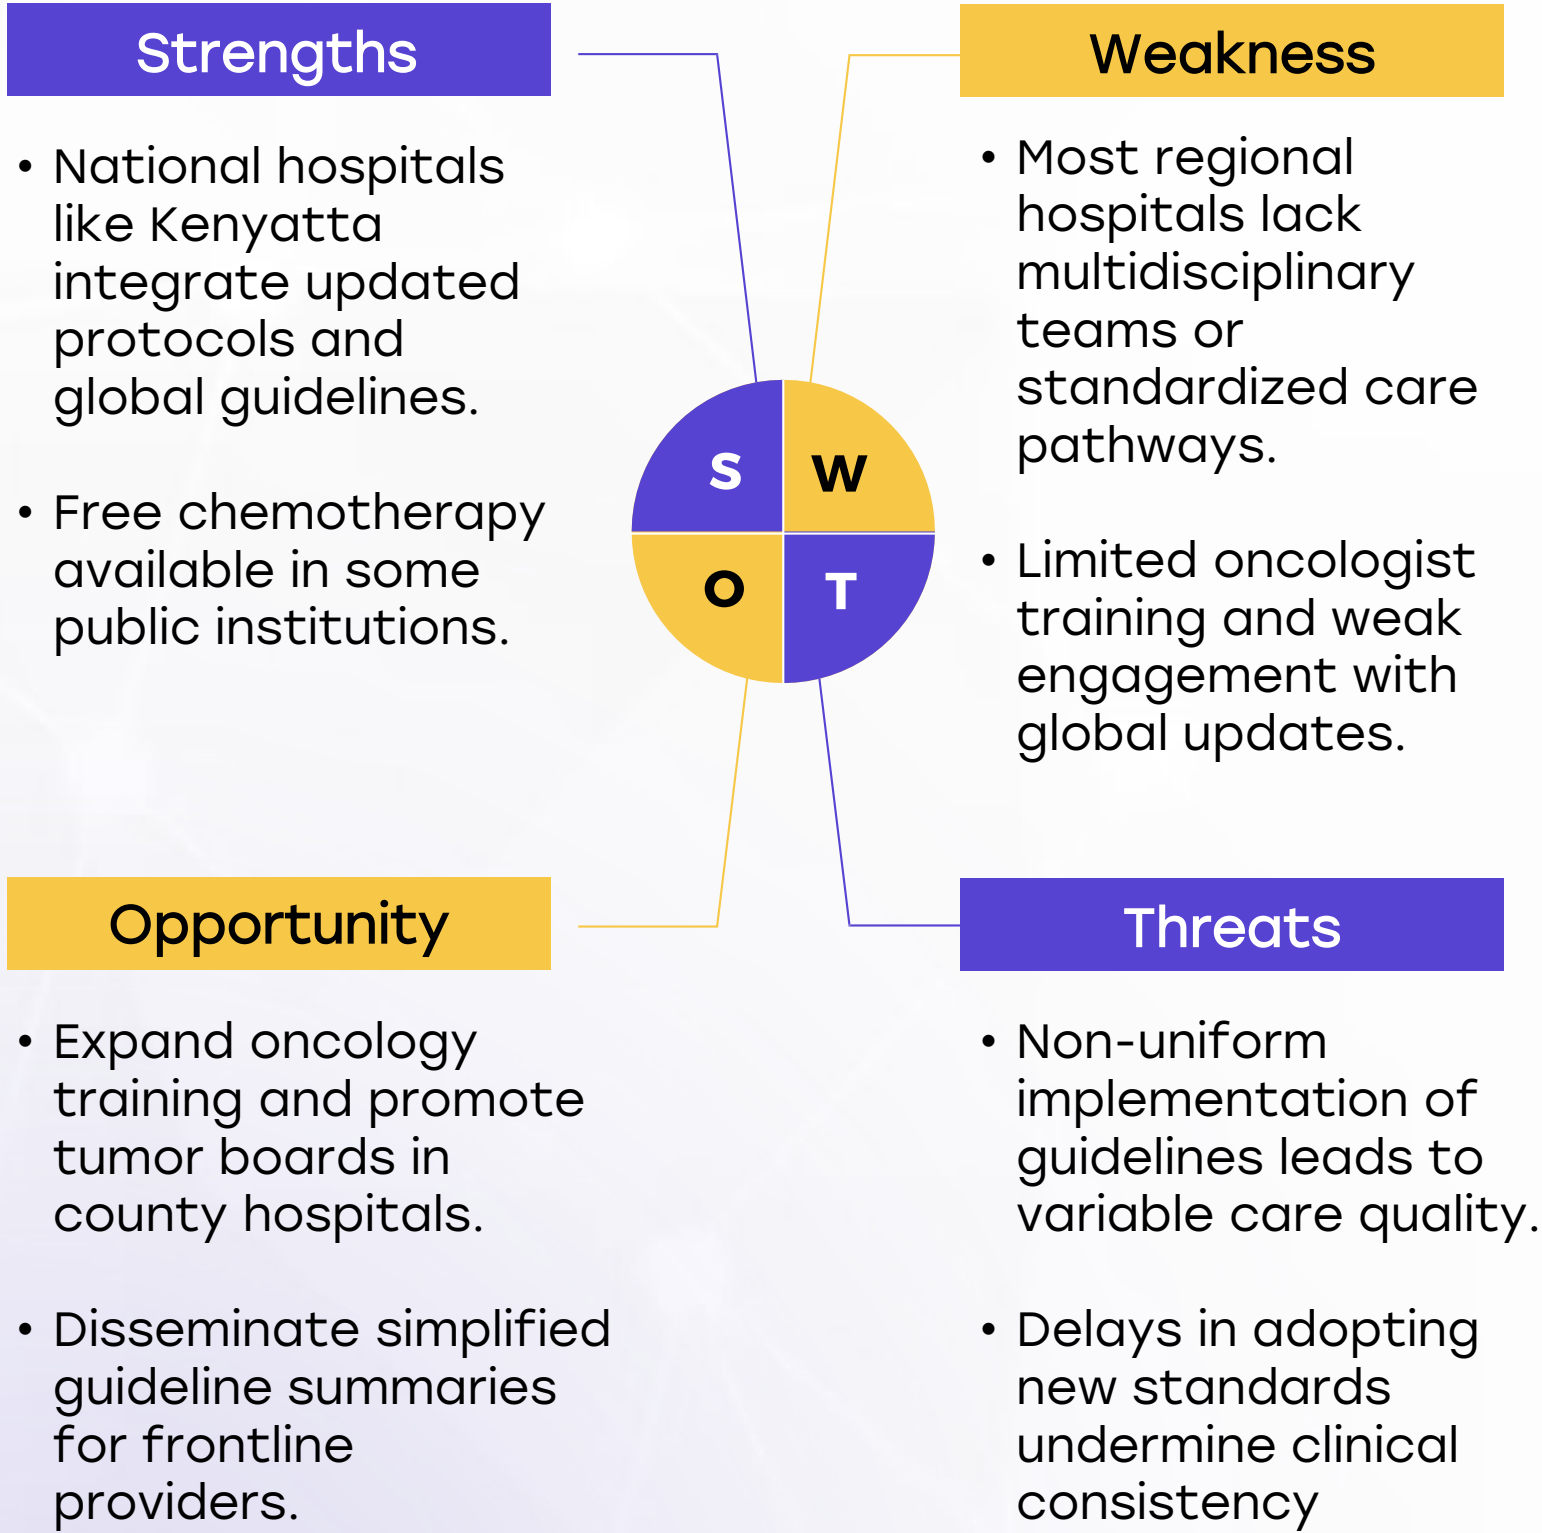 Strengths
• National hospitals
like Kenyatta
integrate updated
protocols and
global guidelines.
• Free chemotherapy
available in some
public institutions.
Weakness
• Most regional
hospitals lack
multidisciplinary
teams or
standardized care
pathways.
• Limited oncologist
training and weak
engagement with
global updates.
S
W
O
T
Opportunity
• Expand oncology
training and promote
tumor boards in
county hospitals.
• Disseminate simplified
guideline summaries
for frontline
providers.
Threats
• Non-uniform
implementation of
guidelines leads to
variable care quality.
• Delays in adopting
new standards
undermine clinical
consistency